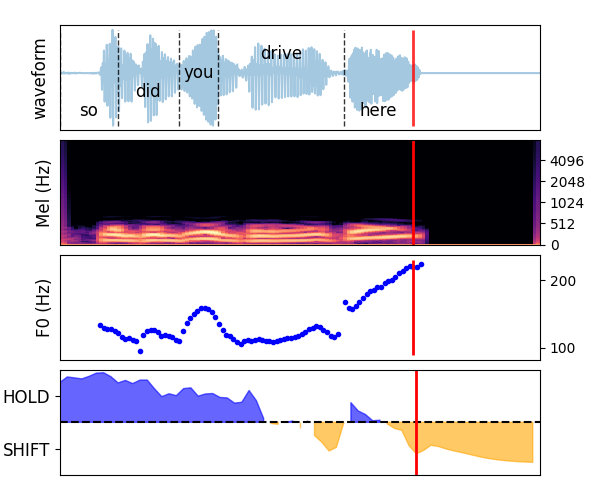 waveform
so
did
you
drive
here
Mel (Hz)
4096
2048
1024
512
0
F0 (Hz)
200
100
HOLD
SHIFT